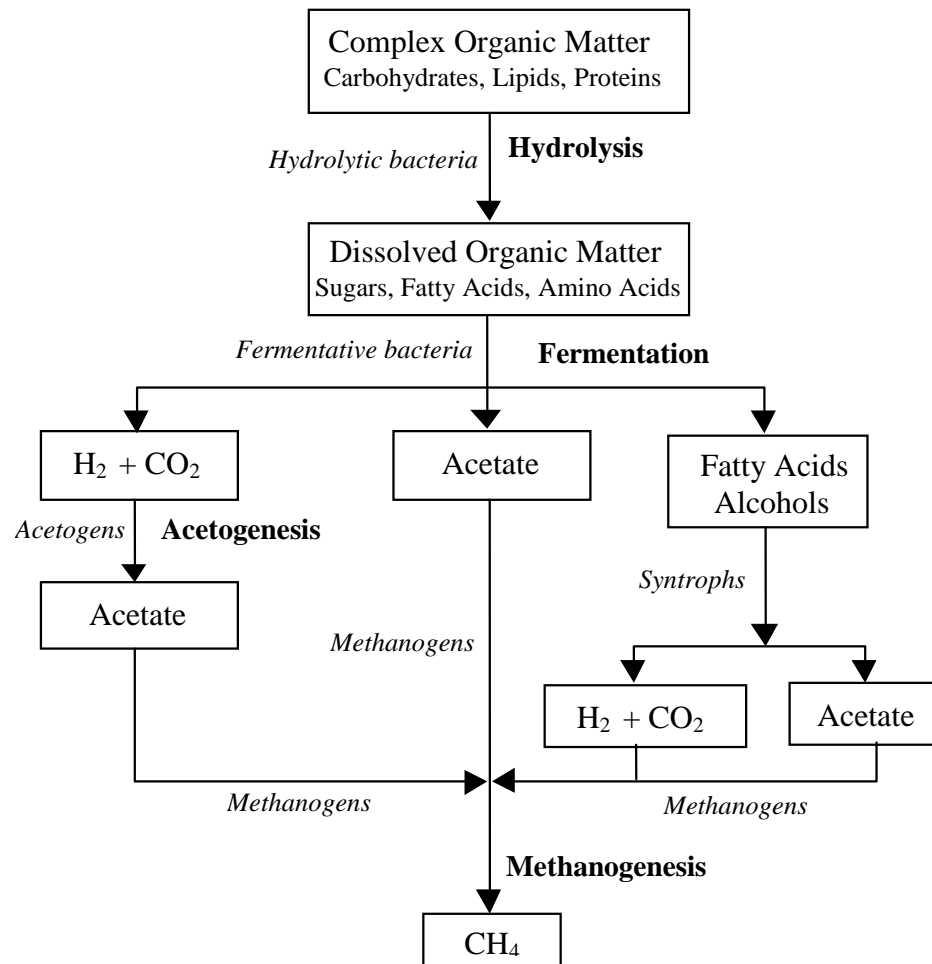 Complex Organic Matter
Carbohydrates, Lipids, Proteins
Hydrolytic bacteria
Hydrolysis
Dissolved Organic Matter
Sugars, Fatty Acids, Amino Acids
Fermentative bacteria
Fermentation
H₂ + CO₂
Acetate
Fatty Acids
Alcohols
Acetogens
Acetogenesis
Syntrophs
Acetate
Methanogens
H₂ + CO₂
Acetate
Methanogens
Methanogens
Methanogenesis
CH₄